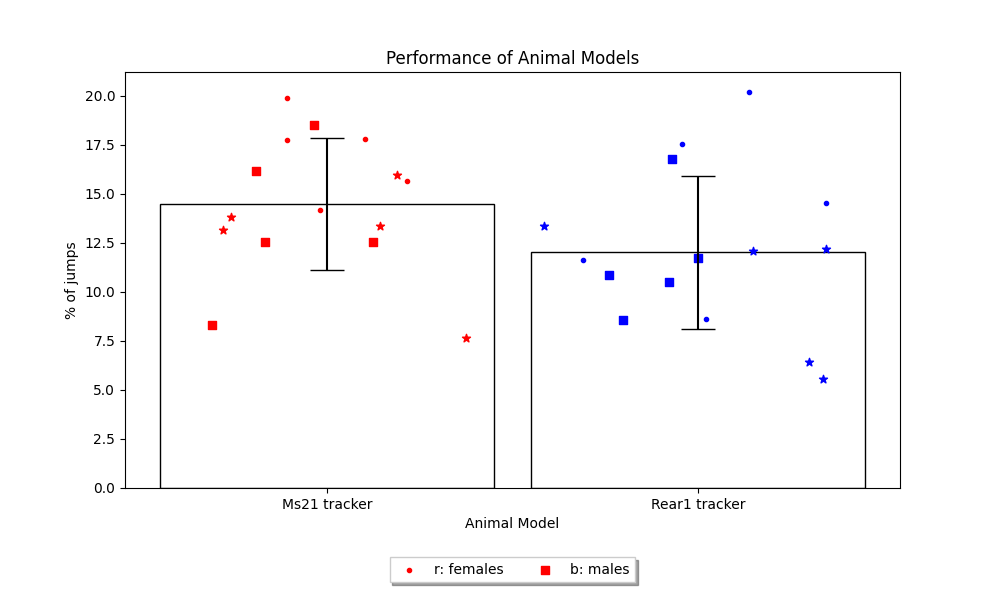 Performance of Animal Models
% of jumps
20.0
17.5
15.0
12.5
10.0
7.5
5.0
2.5
0.0
Ms21 tracker
Rear1 tracker
Animal Model
r: females
b: males